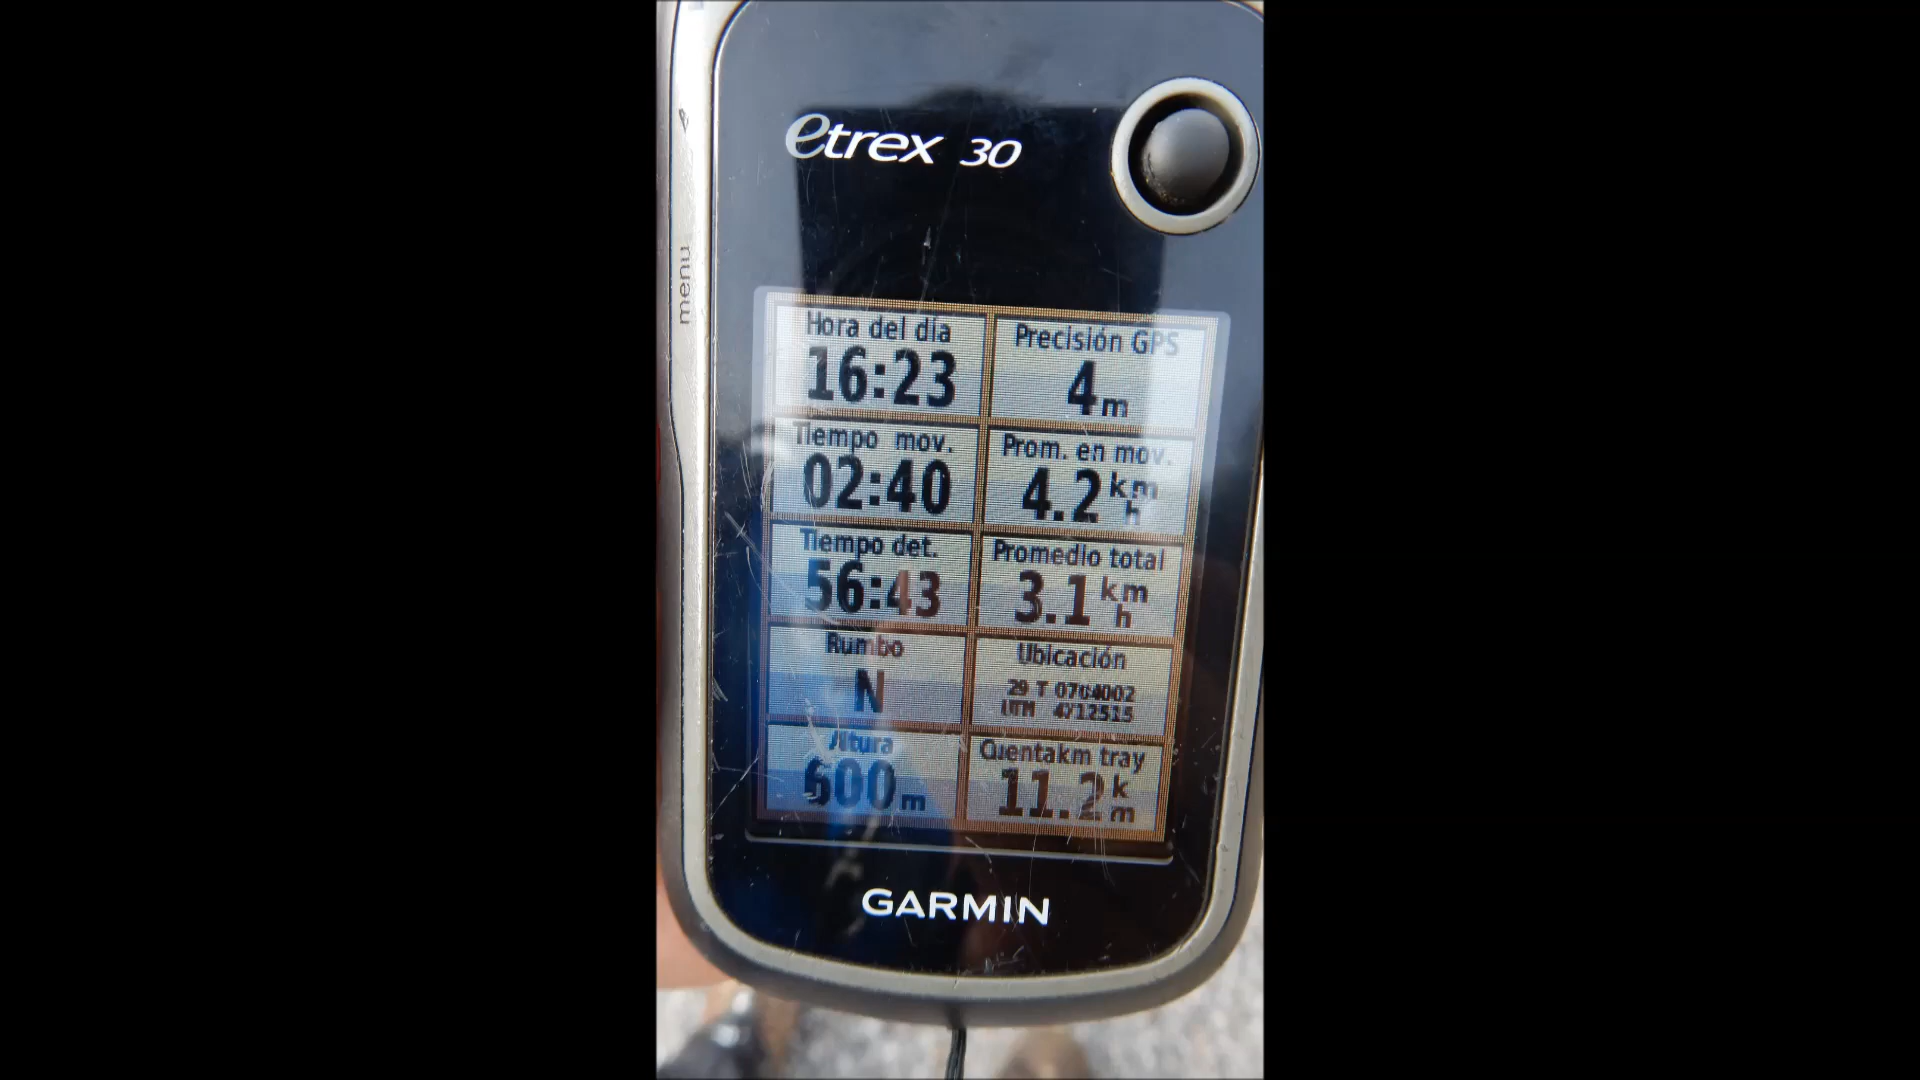 etrex 30
menu
Hora del día
16:23
Precisión GPS
4 m
Tiempo mov.
02:40
Prom. en mov.
4.2 km/h
Tiempo det.
56:43
Promedio total
3.1 km/h
Rumbo
N
Ubicación
29 T 0704002
UTM 4712515
Altura
600 m
Cuentakm tray
11.2 km
GARMIN